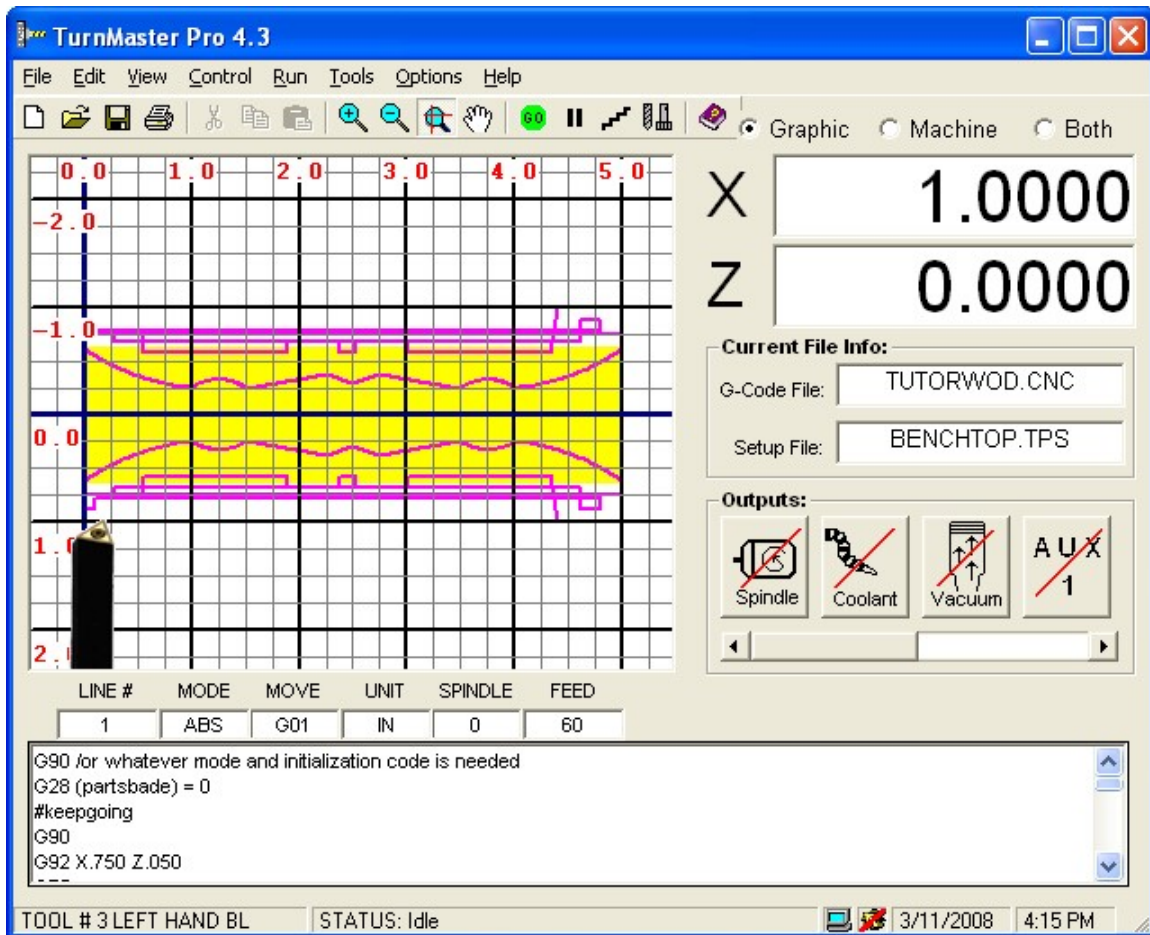 TurnMaster Pro 4.3
File Edit View Control Run Tools Options Help
GO
Graphic Machine Both
0.0 1.0 2.0 3.0 4.0 5.0
-2.0
-1.0
0.0
1.0
2.
X 1.0000
Z 0.0000
Current File Info:
G-Code File: TUTORWOD.CNC
Setup File: BENCHTOP.TPS
Outputs:
Spindle Coolant Vacuum AUX 1
LINE # MODE MOVE UNIT SPINDLE FEED
1 ABS G01 IN 0 60
G90 /or whatever mode and initialization code is needed
G28 (partsbade) = 0
#keepgoing
G90
G92 X.750 Z.050
TOOL # 3 LEFT HAND BL STATUS: Idle 3/11/2008 4:15 PM